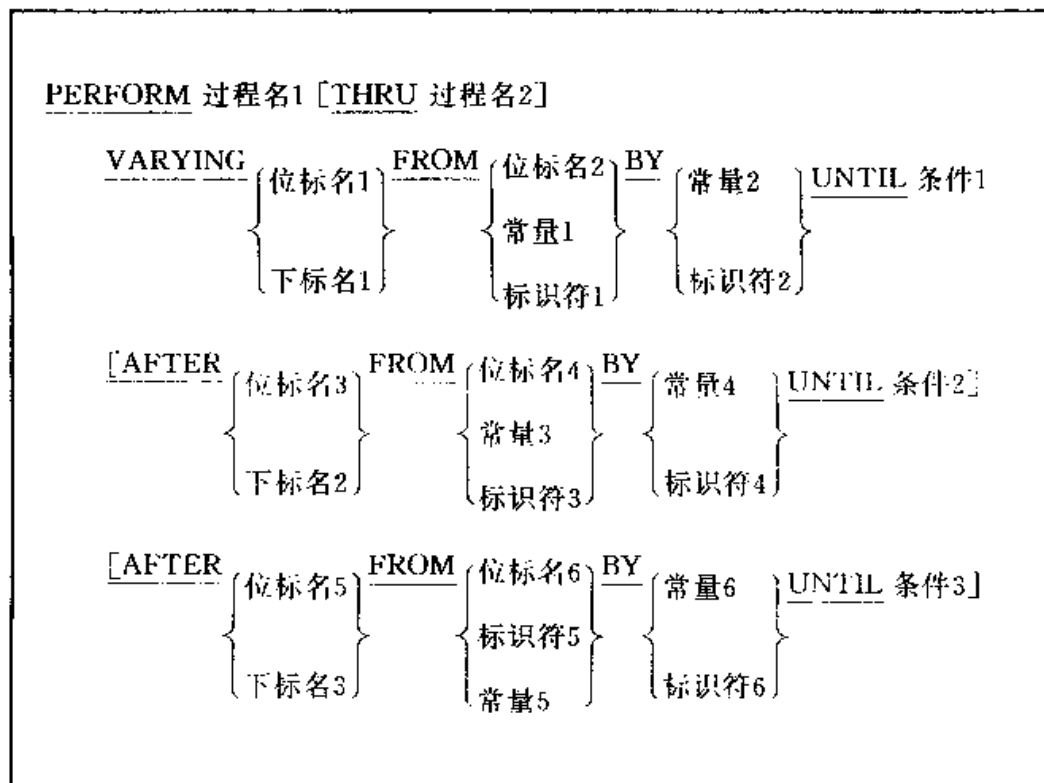 PERFORM 过程名1 [THRU 过程名2]
VARYING {位标名1 FROM {位标名2 BY {常量2 UNTIL 条件1
常量1
下标名1} 标识符1} 标识符2}
[AFTER {位标名3 FROM {位标名4 BY {常量4 UNTIL 条件2]
常量3
下标名2} 标识符3} 标识符4}
[AFTER {位标名5 FROM {位标名6 BY {常量6 UNTIL 条件3]
标识符5
下标名3} 常量5} 标识符6}